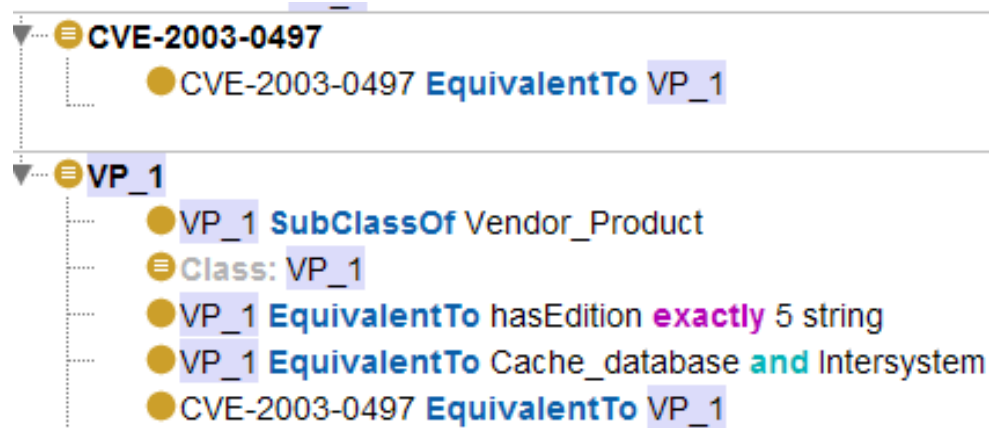 CVE-2003-0497
CVE-2003-0497 EquivalentTo VP_1
VP_1
VP_1 SubClassOf Vendor_Product
Class: VP_1
VP_1 EquivalentTo hasEdition exactly 5 string
VP_1 EquivalentTo Cache_database and Intersystem
CVE-2003-0497 EquivalentTo VP_1